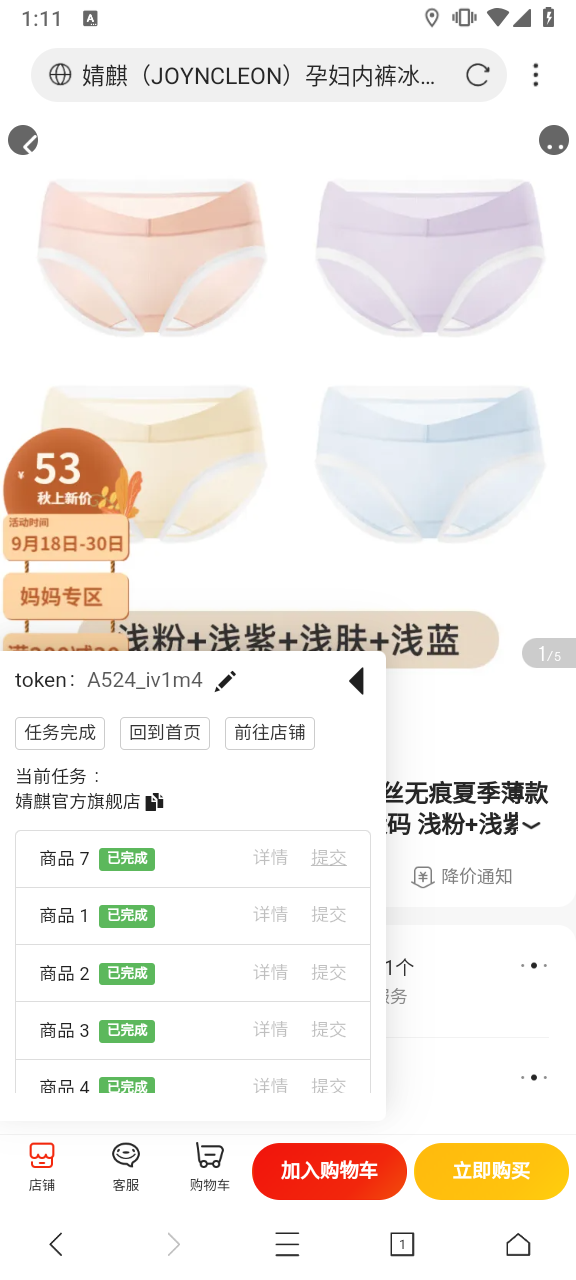 1:11
A
婧麒（JOYNCLEON）孕妇内裤冰...
¥ 53
秋上新价
活动时间
9月18日-30日
妈妈专区
浅粉+浅紫+浅肤+浅蓝
1/5
token： A524_iv1m4
任务完成 回到首页 前往店铺
当前任务：
婧麒官方旗舰店
丝无痕夏季薄款
码 浅粉+浅紫
降价通知
商品 7 已完成 详情 提交
商品 1 已完成 详情 提交
商品 2 已完成 详情 提交
1个
服务
商品 3 已完成 详情 提交
商品 4 已完成 详情 提交
店铺 客服 购物车 加入购物车 立即购买
1